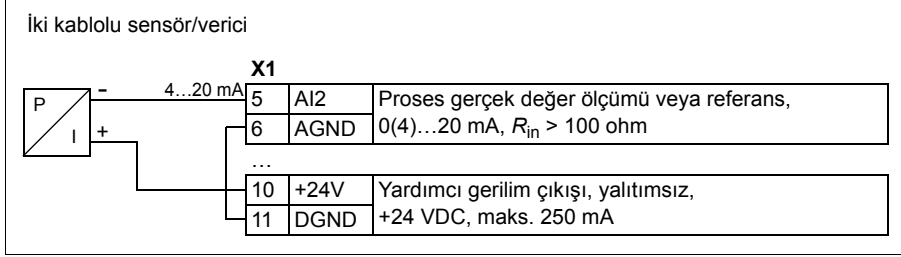 İki kablolu sensör/verici
X1
P I - + 4…20 mA
5 AI2 Proses gerçek değer ölçümü veya referans,
6 AGND 0(4)…20 mA, Rin > 100 ohm
…
10 +24V Yardımcı gerilim çıkışı, yalıtımsız,
11 DGND +24 VDC, maks. 250 mA